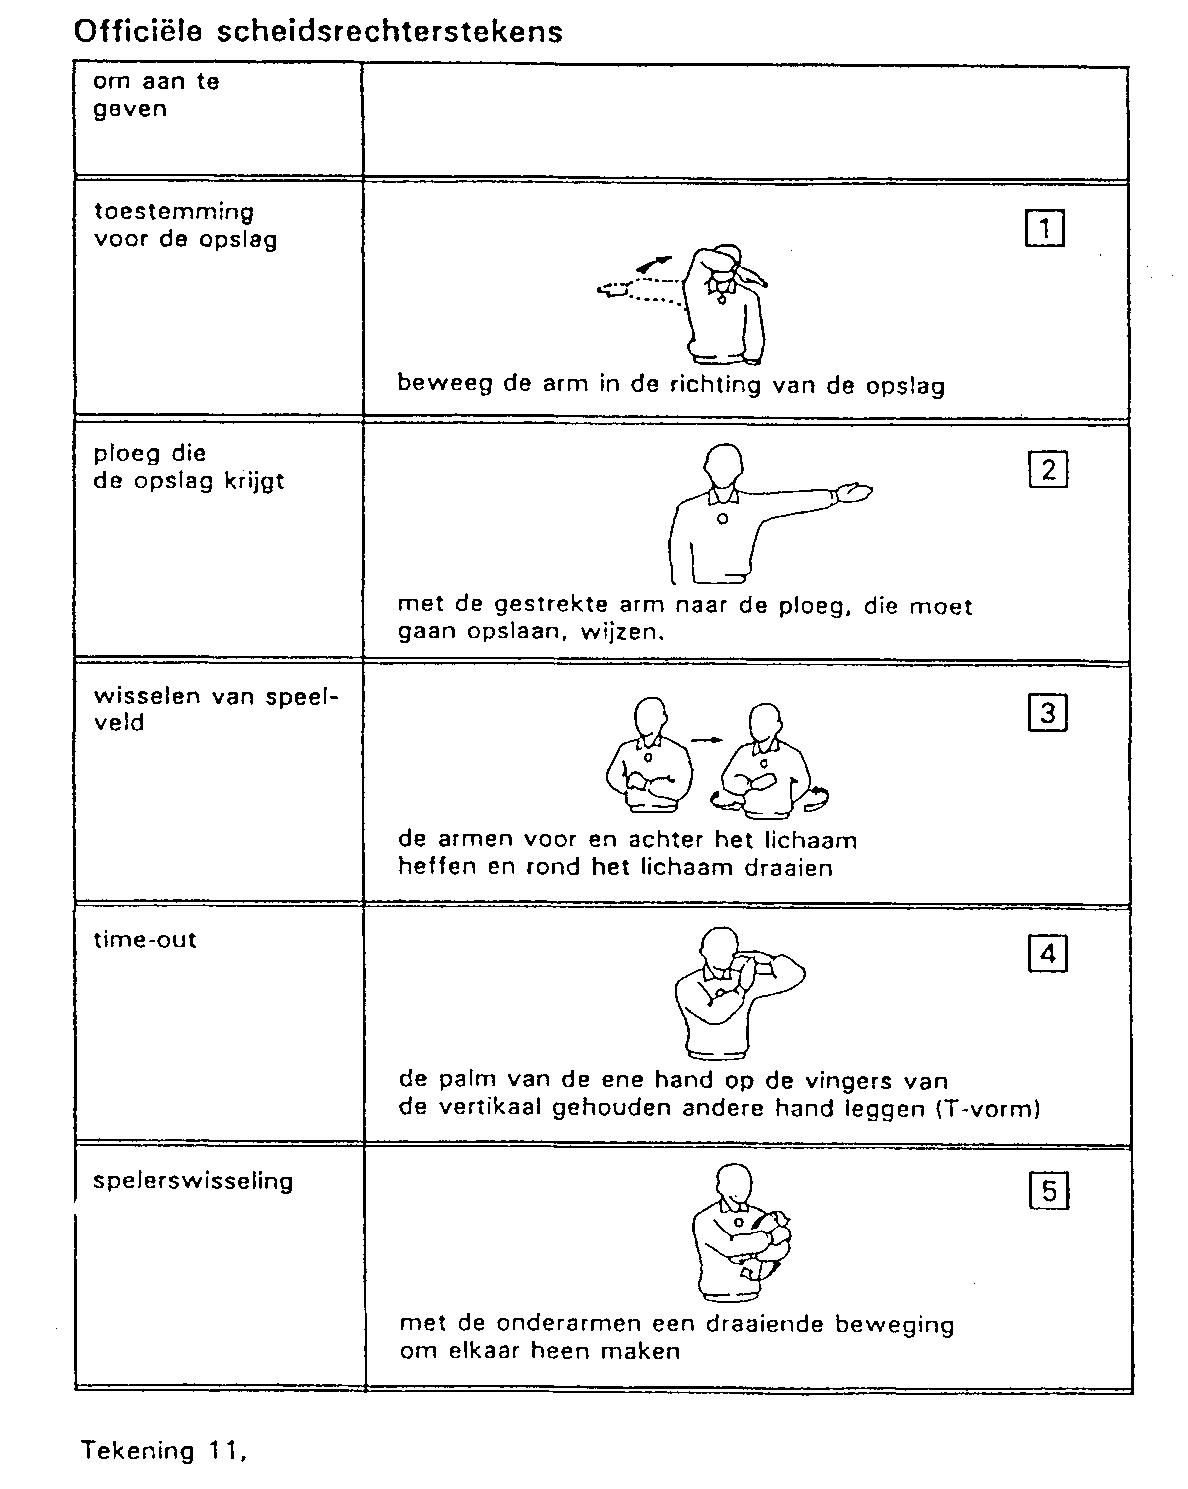 Officiële scheidsrechterstekens
om aan te
geven
toestemming
voor de opslag
1
beweeg de arm in de richting van de opslag
ploeg die
de opslag krijgt
2
met de gestrekte arm naar de ploeg, die moet
gaan opslaan, wijzen.
wisselen van speel-
veld
3
de armen voor en achter het lichaam
heffen en rond het lichaam draaien
time-out
4
de palm van de ene hand op de vingers van
de vertikaal gehouden andere hand leggen (T-vorm)
spelerswisseling
5
met de onderarmen een draaiende beweging
om elkaar heen maken
Tekening 11,